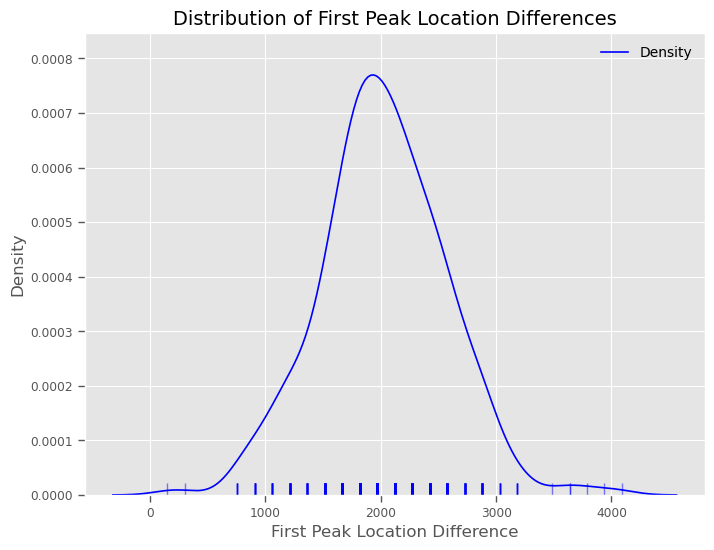 Distribution of First Peak Location Differences
Density
0.0008
0.0007
0.0006
0.0005
0.0004
0.0003
0.0002
0.0001
0.0000
Density
0 1000 2000 3000 4000
First Peak Location Difference